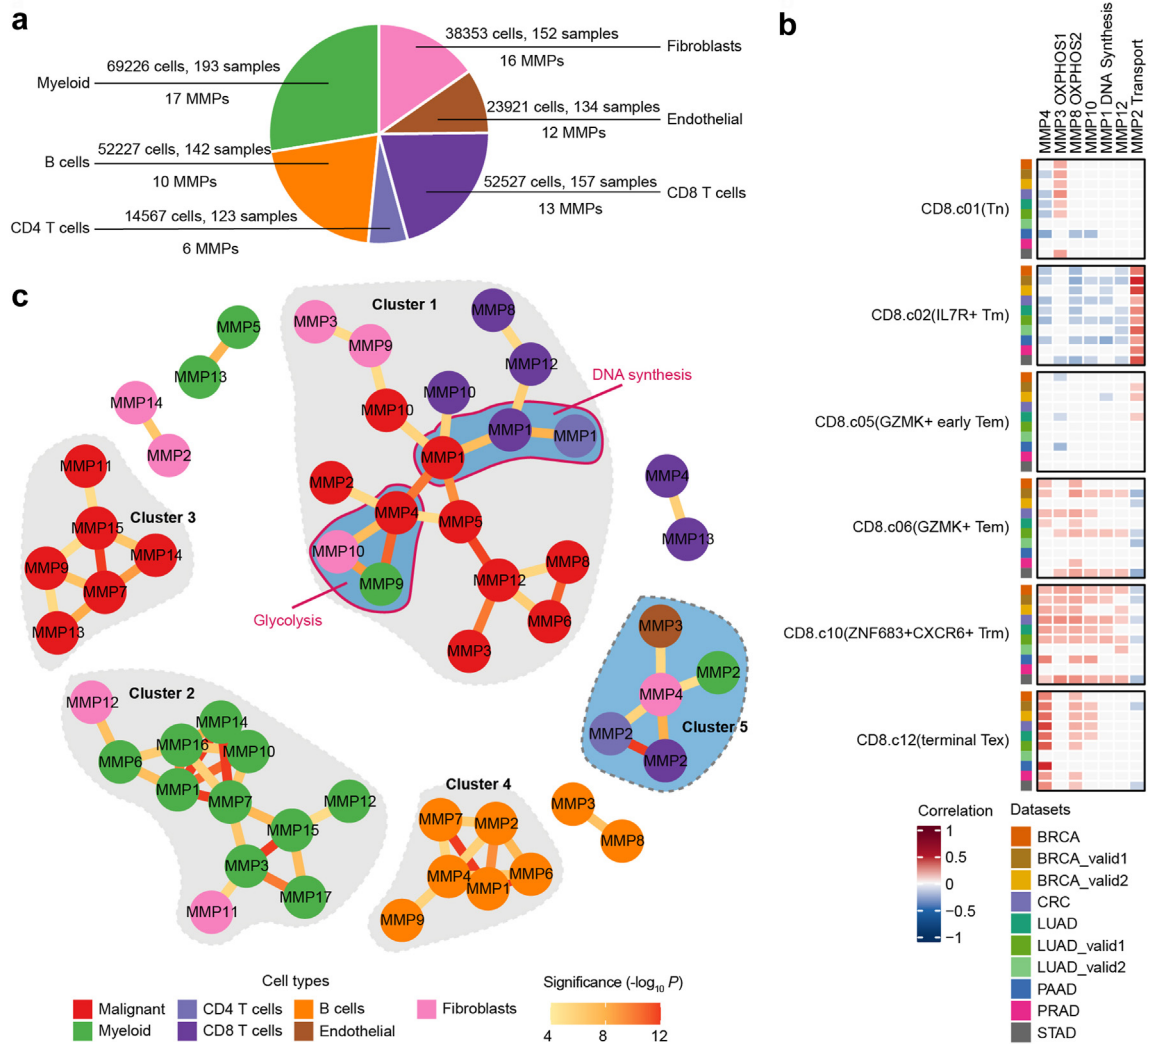 a
38353 cells, 152 samples
16 MMPs
Fibroblasts
69226 cells, 193 samples
17 MMPs
Myeloid
23921 cells, 134 samples
12 MMPs
Endothelial
52227 cells, 142 samples
10 MMPs
B cells
52527 cells, 157 samples
13 MMPs
CD8 T cells
14567 cells, 123 samples
6 MMPs
CD4 T cells
b
MMP4
MMP3 OXPHOS1
MMP8 OXPHOS2
MMP10
MMP1 DNA Synthesis
MMP12
MMP2 Transport
CD8.c01(Tn)
CD8.c02(IL7R+ Tm)
CD8.c05(GZMK+ early Tem)
CD8.c06(GZMK+ Tem)
CD8.c10(ZNF683+CXCR6+ Trm)
CD8.c12(terminal Tex)
Correlation
1
0.5
0
−0.5
−1
Datasets
BRCA
BRCA_valid1
BRCA_valid2
CRC
LUAD
LUAD_valid1
LUAD_valid2
PAAD
PRAD
STAD
c
MMP5
MMP13
MMP14
MMP2
Cluster 1
MMP3
MMP9
MMP10
MMP8
MMP12
MMP10
DNA synthesis
MMP1
MMP1
MMP1
MMP2
MMP4
MMP5
MMP10
MMP9
Glycolysis
MMP12
MMP8
MMP6
MMP3
MMP4
MMP13
Cluster 3
MMP11
MMP15
MMP14
MMP9
MMP7
MMP13
Cluster 2
MMP12
MMP14
MMP16
MMP10
MMP6
MMP1
MMP7
MMP12
MMP15
MMP3
MMP17
MMP11
Cluster 4
MMP7
MMP2
MMP4
MMP1
MMP6
MMP9
MMP3
MMP8
Cluster 5
MMP3
MMP2
MMP4
MMP2
MMP2
Cell types
Malignant
CD4 T cells
B cells
Fibroblasts
Myeloid
CD8 T cells
Endothelial
Significance (-log10 P)
4
8
12